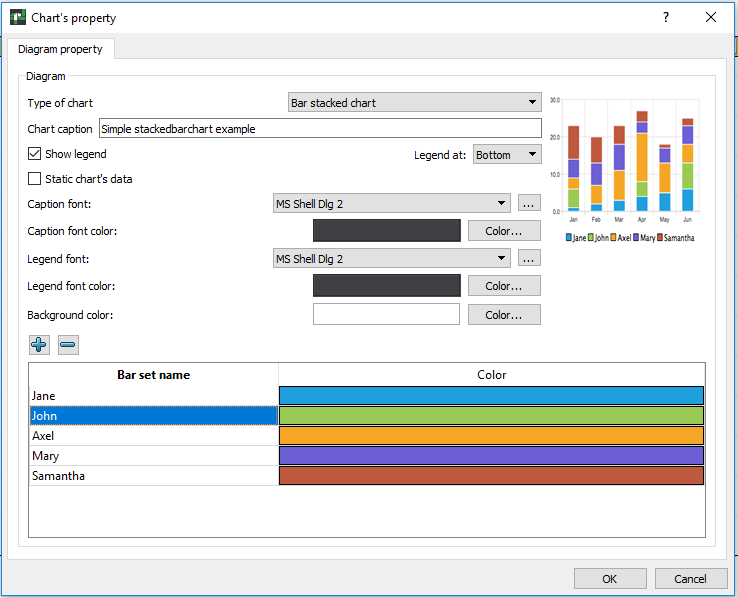 Chart's property
?
Diagram property
Diagram
Type of chart
Bar stacked chart
Chart caption
Simple stackedbarchart example
Show legend
Legend at:
Bottom
Static chart's data
Caption font:
MS Shell Dlg 2
...
Caption font color:
Color...
Legend font:
MS Shell Dlg 2
...
Legend font color:
Color...
Background color:
Color...
30.0
20.0
10.0
0.0
Jan Feb Mar Apr May Jun
Jane John Axel Mary Samantha
Bar set name
Color
Jane
John
Axel
Mary
Samantha
OK
Cancel